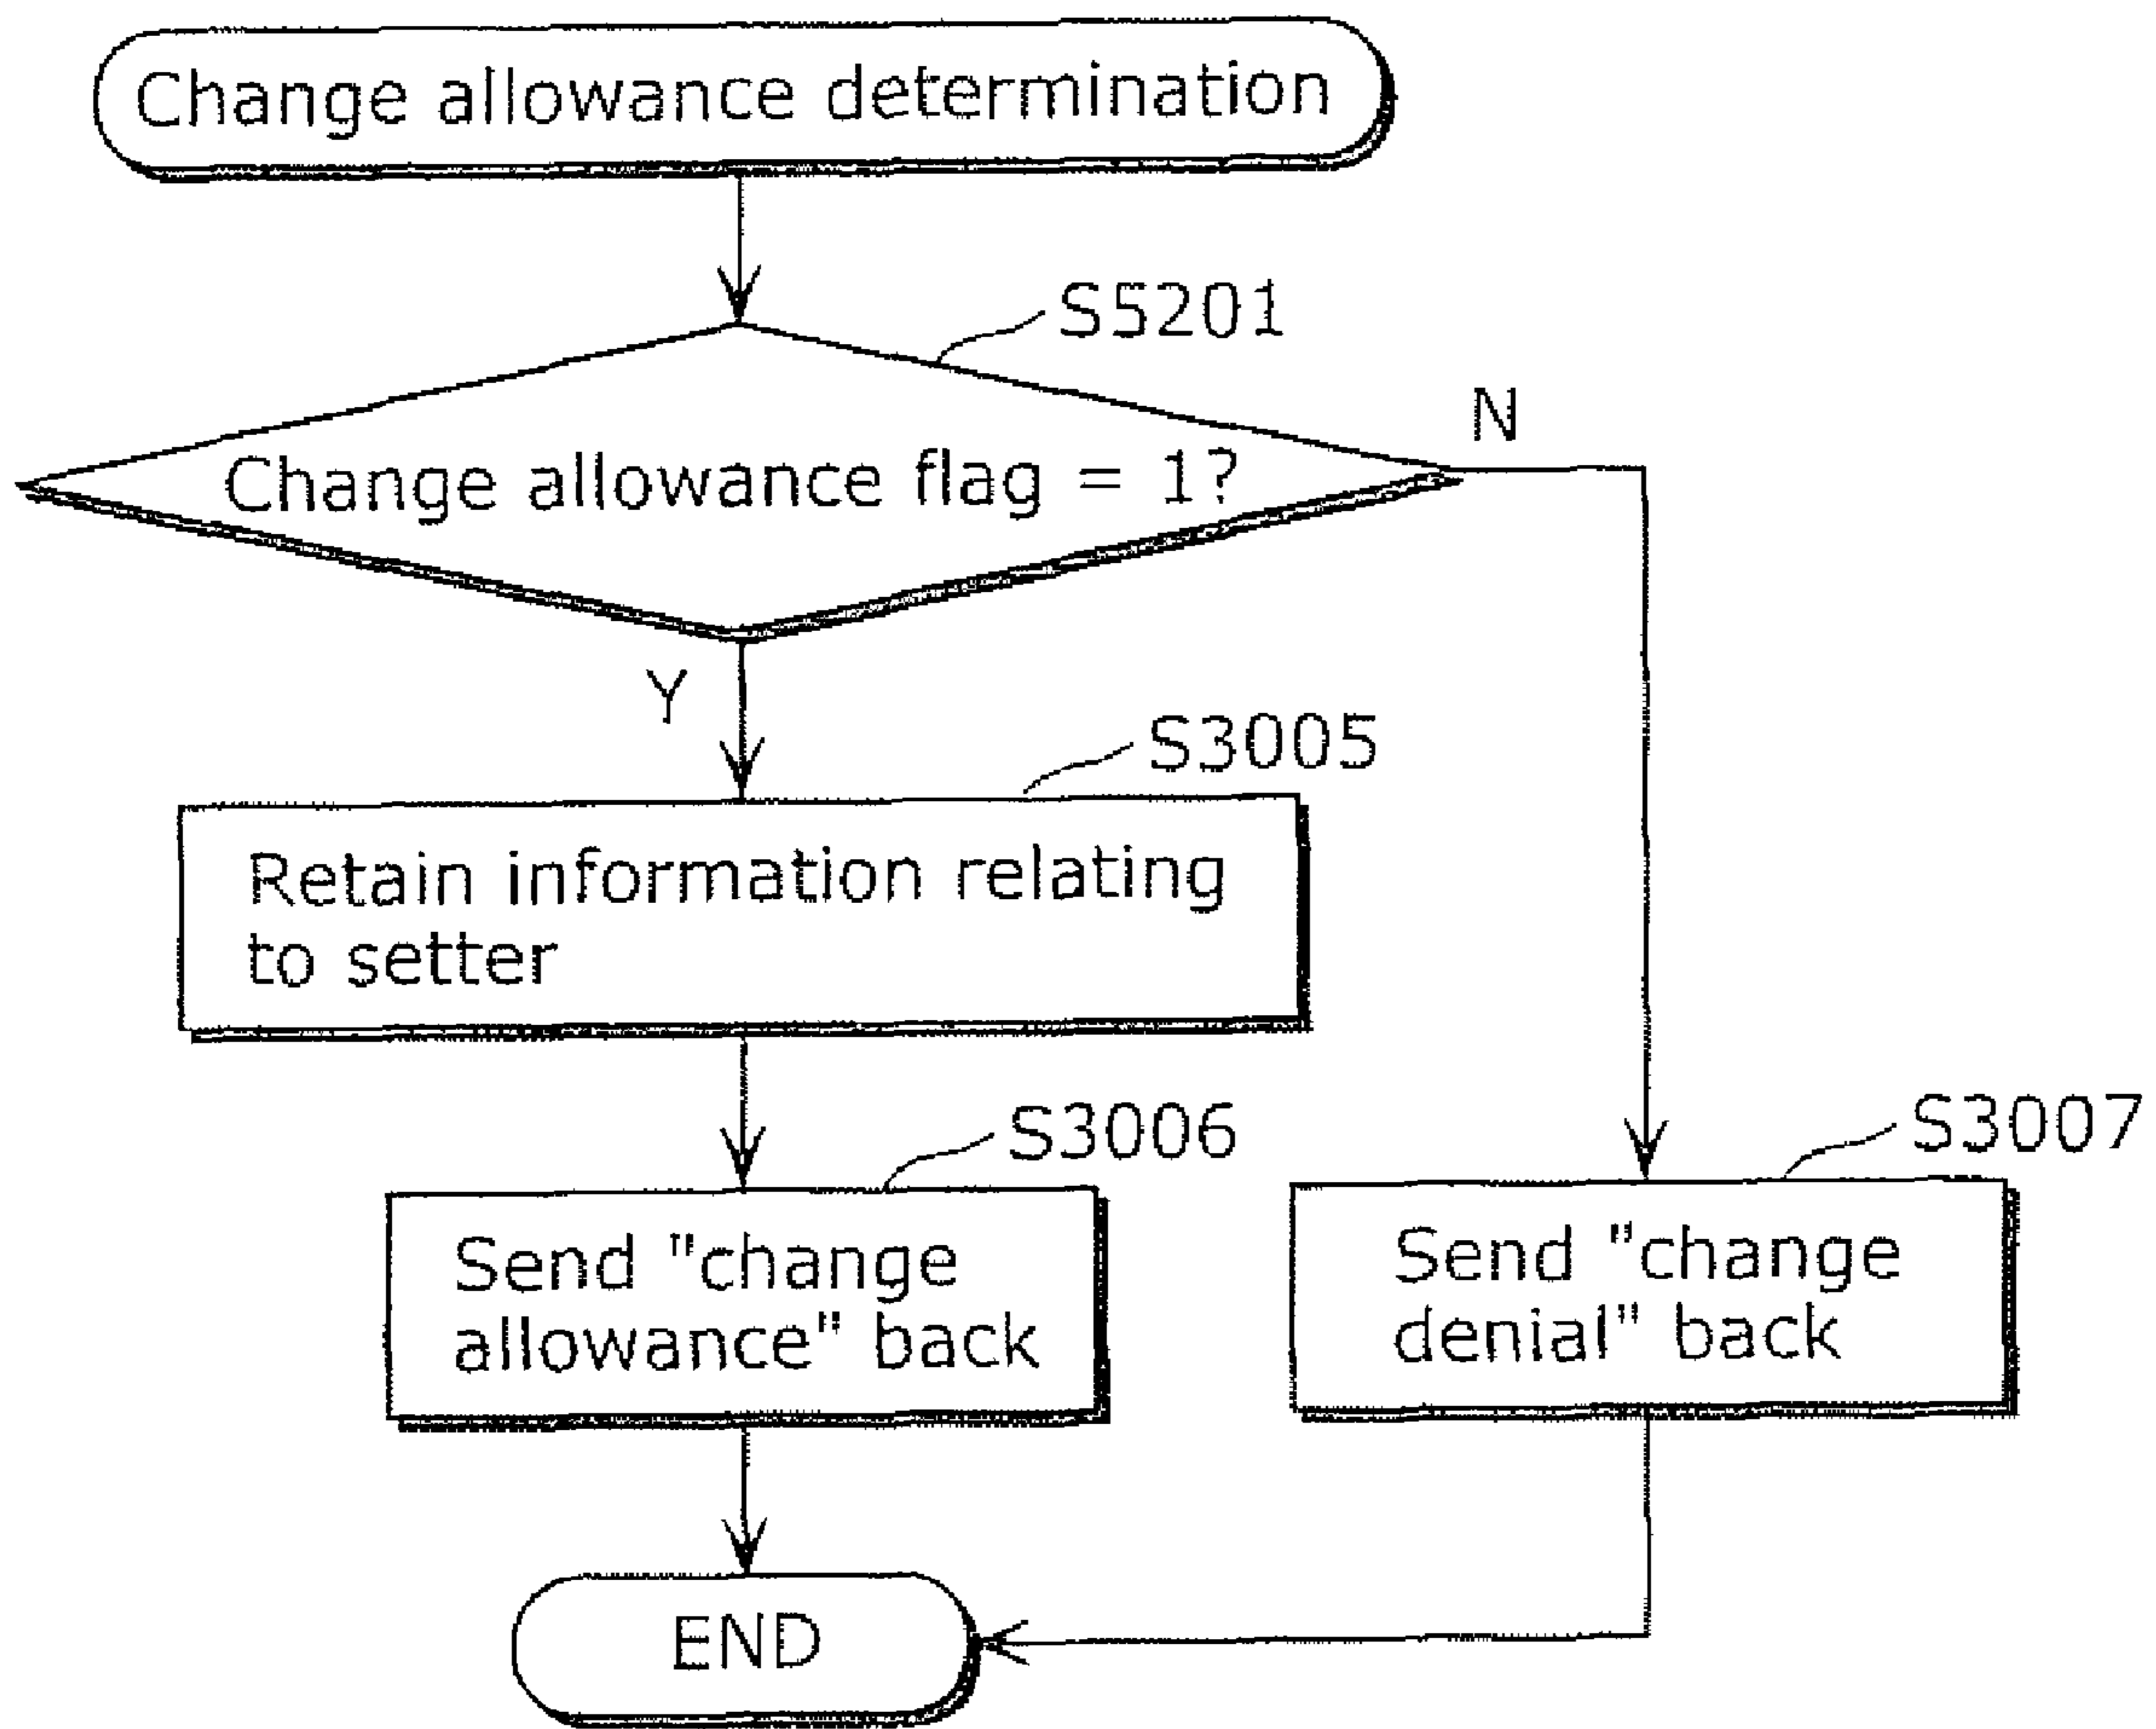 Change allowance determination
S5201
Change allowance flag = 1?
N
Y
S3005
Retain information relating
to setter
S3006
Send "change
allowance" back
S3007
Send "change
denial" back
END